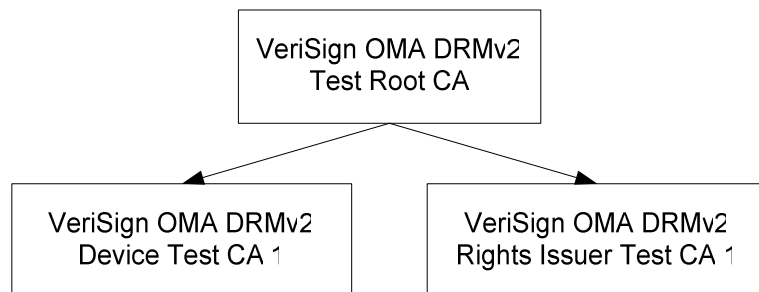 VeriSign OMA DRMv2
Test Root CA
VeriSign OMA DRMv2
Device Test CA 1
VeriSign OMA DRMv2
Rights Issuer Test CA 1